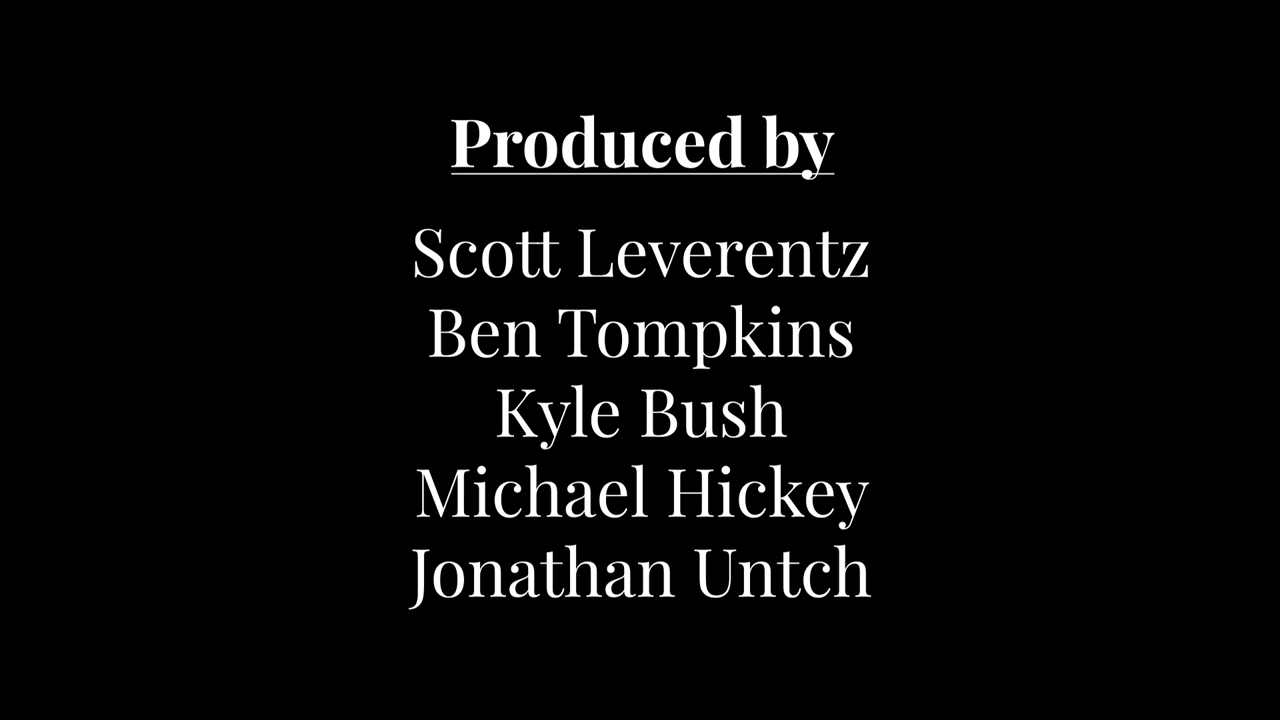 Produced by
Scott Leverentz
Ben Tompkins
Kyle Bush
Michael Hickey
Jonathan Untch